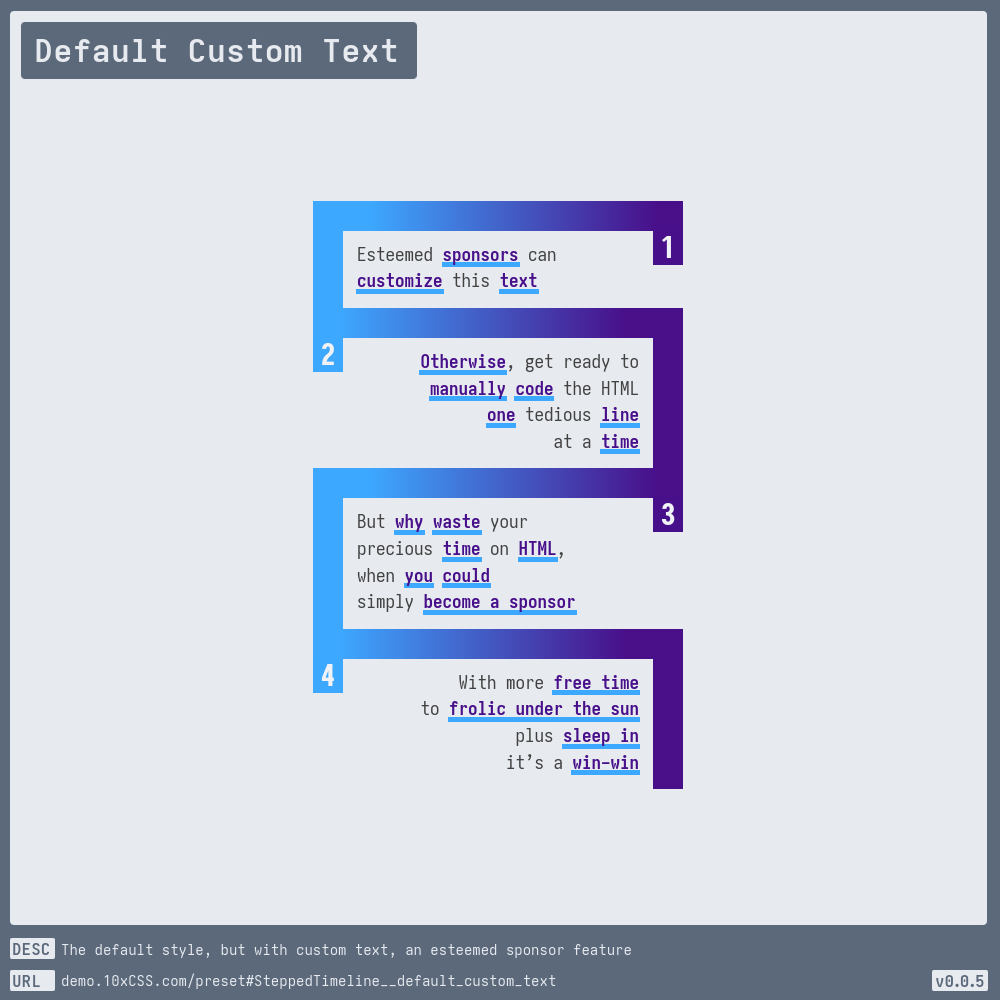 Default Custom Text
1
Esteemed sponsors can
customize this text
2
Otherwise, get ready to
manually code the HTML
one tedious line
at a time
3
But why waste your
precious time on HTML,
when you could
simply become a sponsor
4
With more free time
to frolic under the sun
plus sleep in
it’s a win-win
DESC The default style, but with custom text, an esteemed sponsor feature
URL demo.10xCSS.com/preset#SteppedTimeline__default_custom_text
v0.0.5